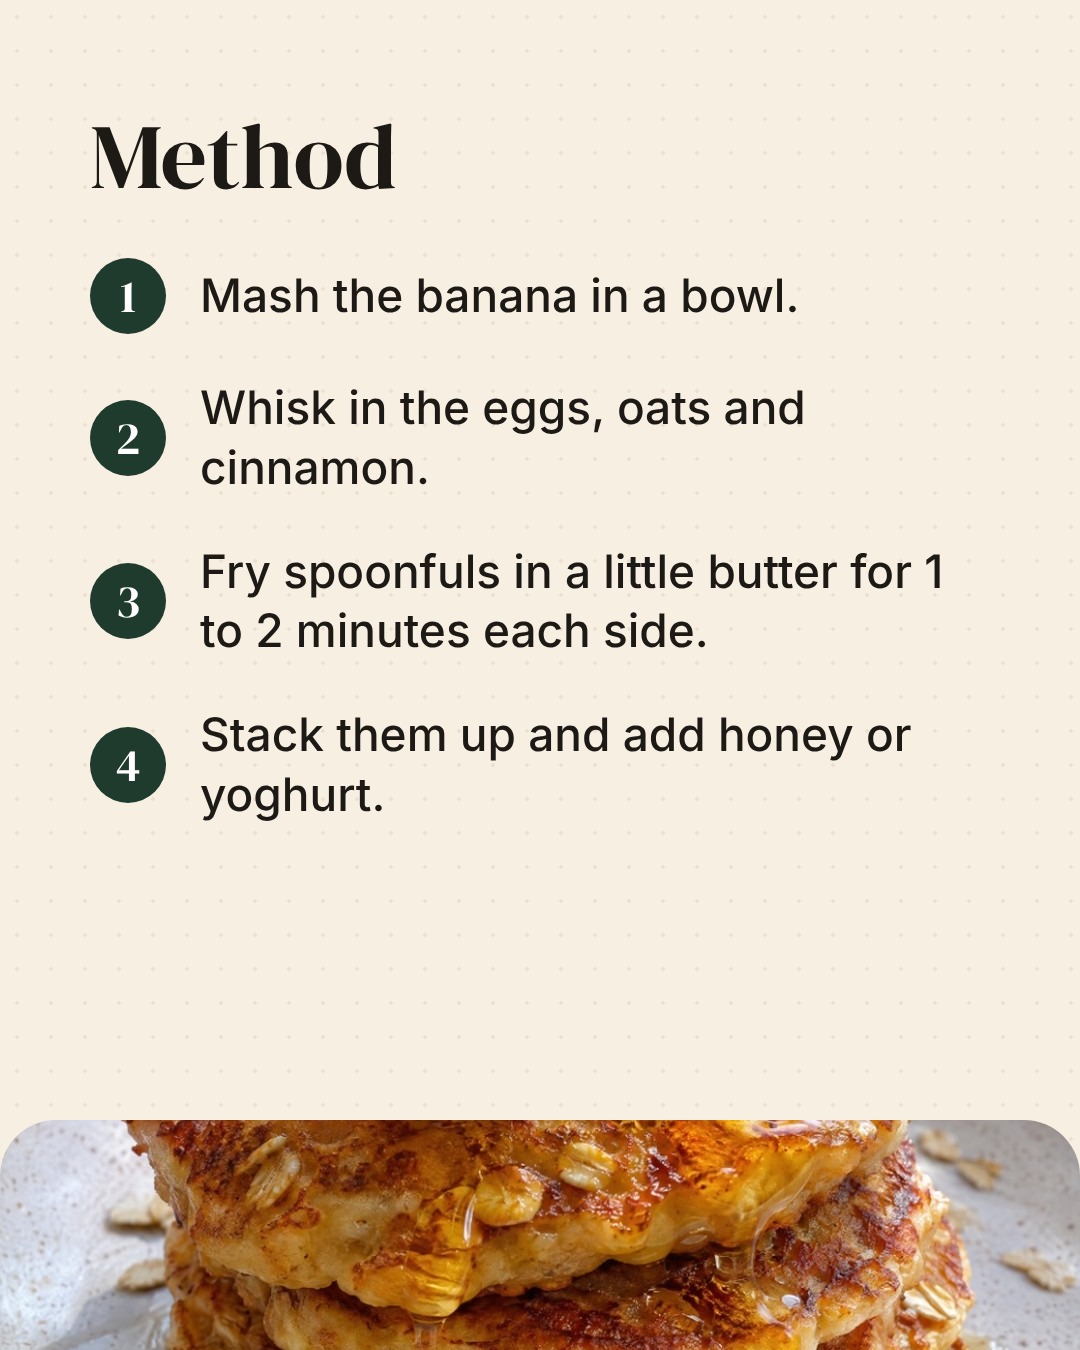 Method
1 Mash the banana in a bowl.
2 Whisk in the eggs, oats and
cinnamon.
3 Fry spoonfuls in a little butter for 1
to 2 minutes each side.
4 Stack them up and add honey or
yoghurt.